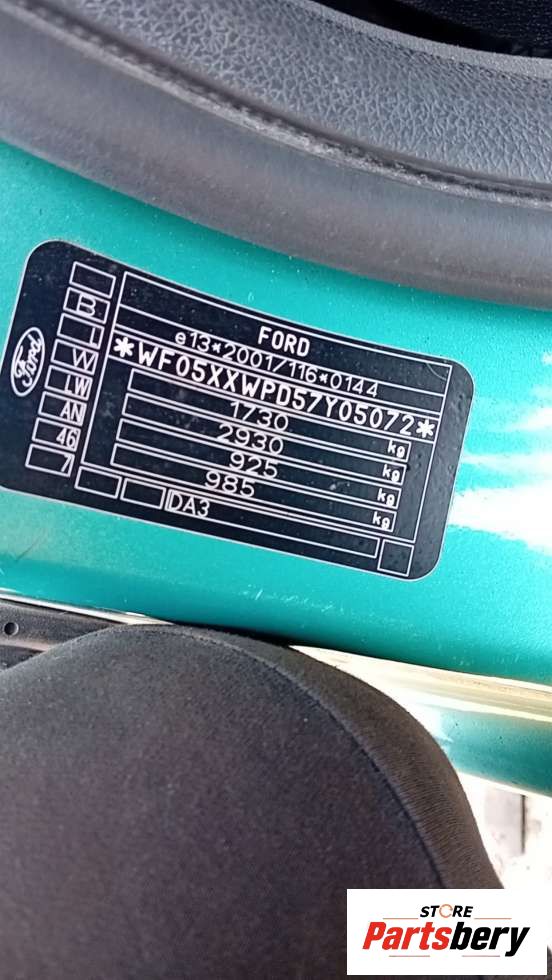 FORD
e13*2001/116*0144
*WF05XXWPD57Y05072*
1730 kg
2930 kg
925 kg
985 kg
DA3
Ford
B
I
W
LW
AN
46
7
STORE
Partsbery